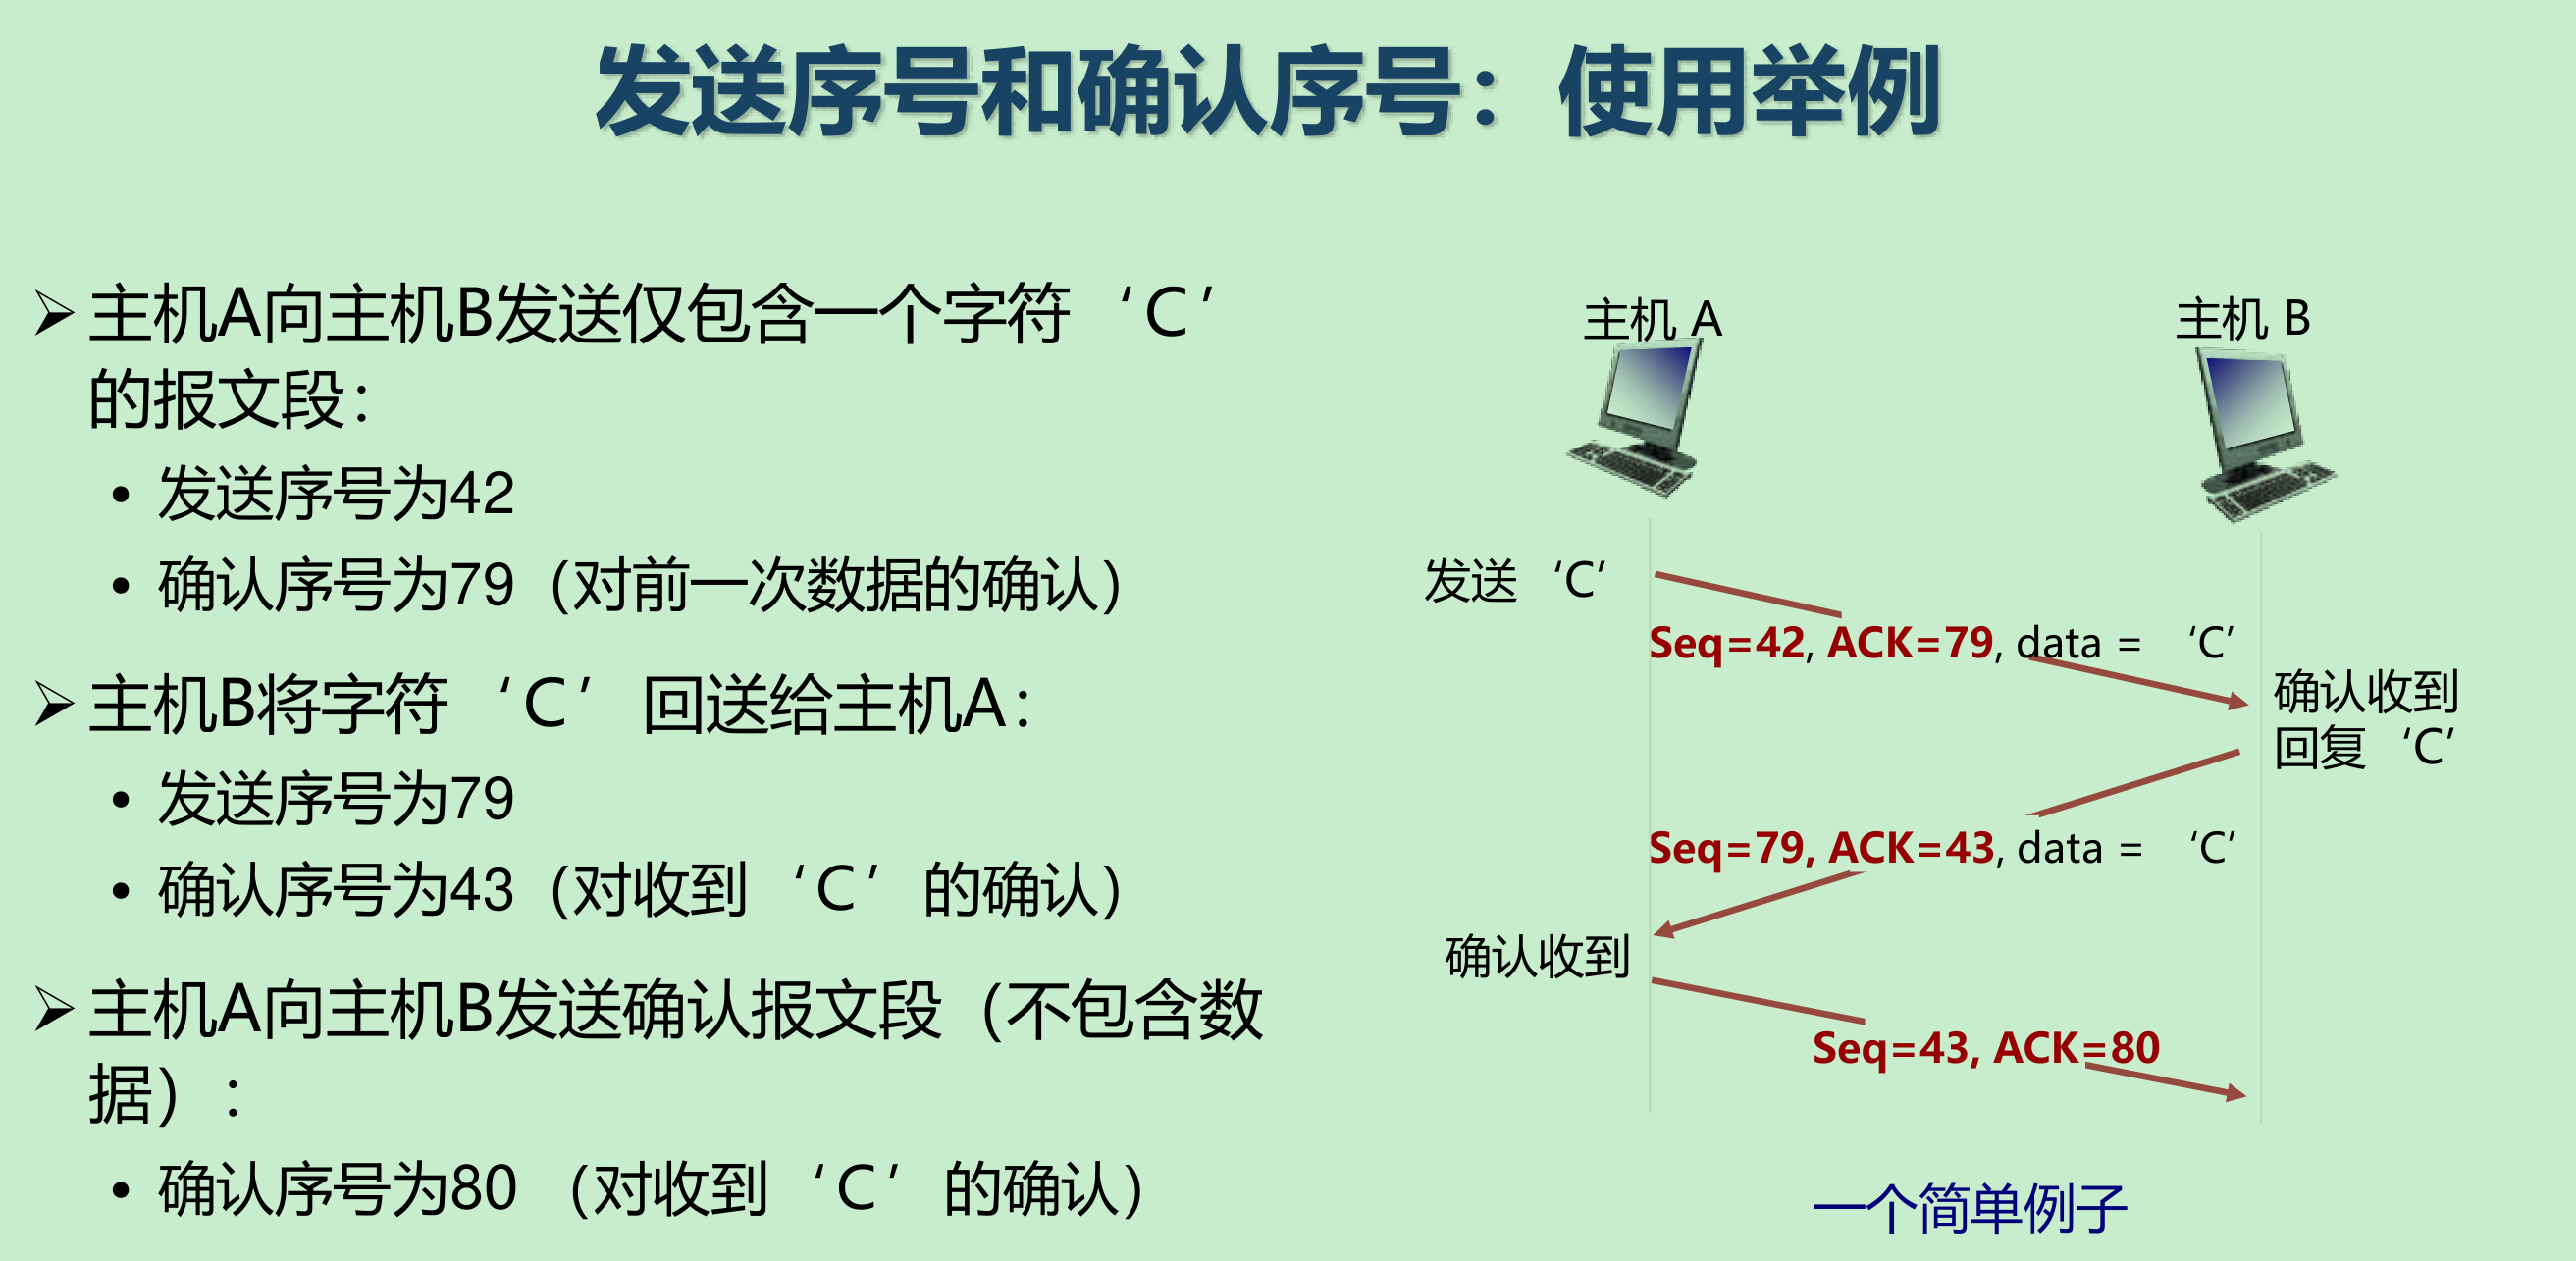 发送序号和确认序号：使用举例
➢主机A向主机B发送仅包含一个字符‘C’
的报文段：
• 发送序号为42
• 确认序号为79（对前一次数据的确认）
➢主机B将字符‘C’回送给主机A：
• 发送序号为79
• 确认序号为43（对收到‘C’的确认）
➢主机A向主机B发送确认报文段（不包含数
据）：
• 确认序号为80 （对收到‘C’的确认）
主机 A
主机 B
发送‘C’
Seq=42, ACK=79, data = ‘C’
确认收到
回复‘C’
Seq=79, ACK=43, data = ‘C’
确认收到
Seq=43, ACK=80
一个简单例子